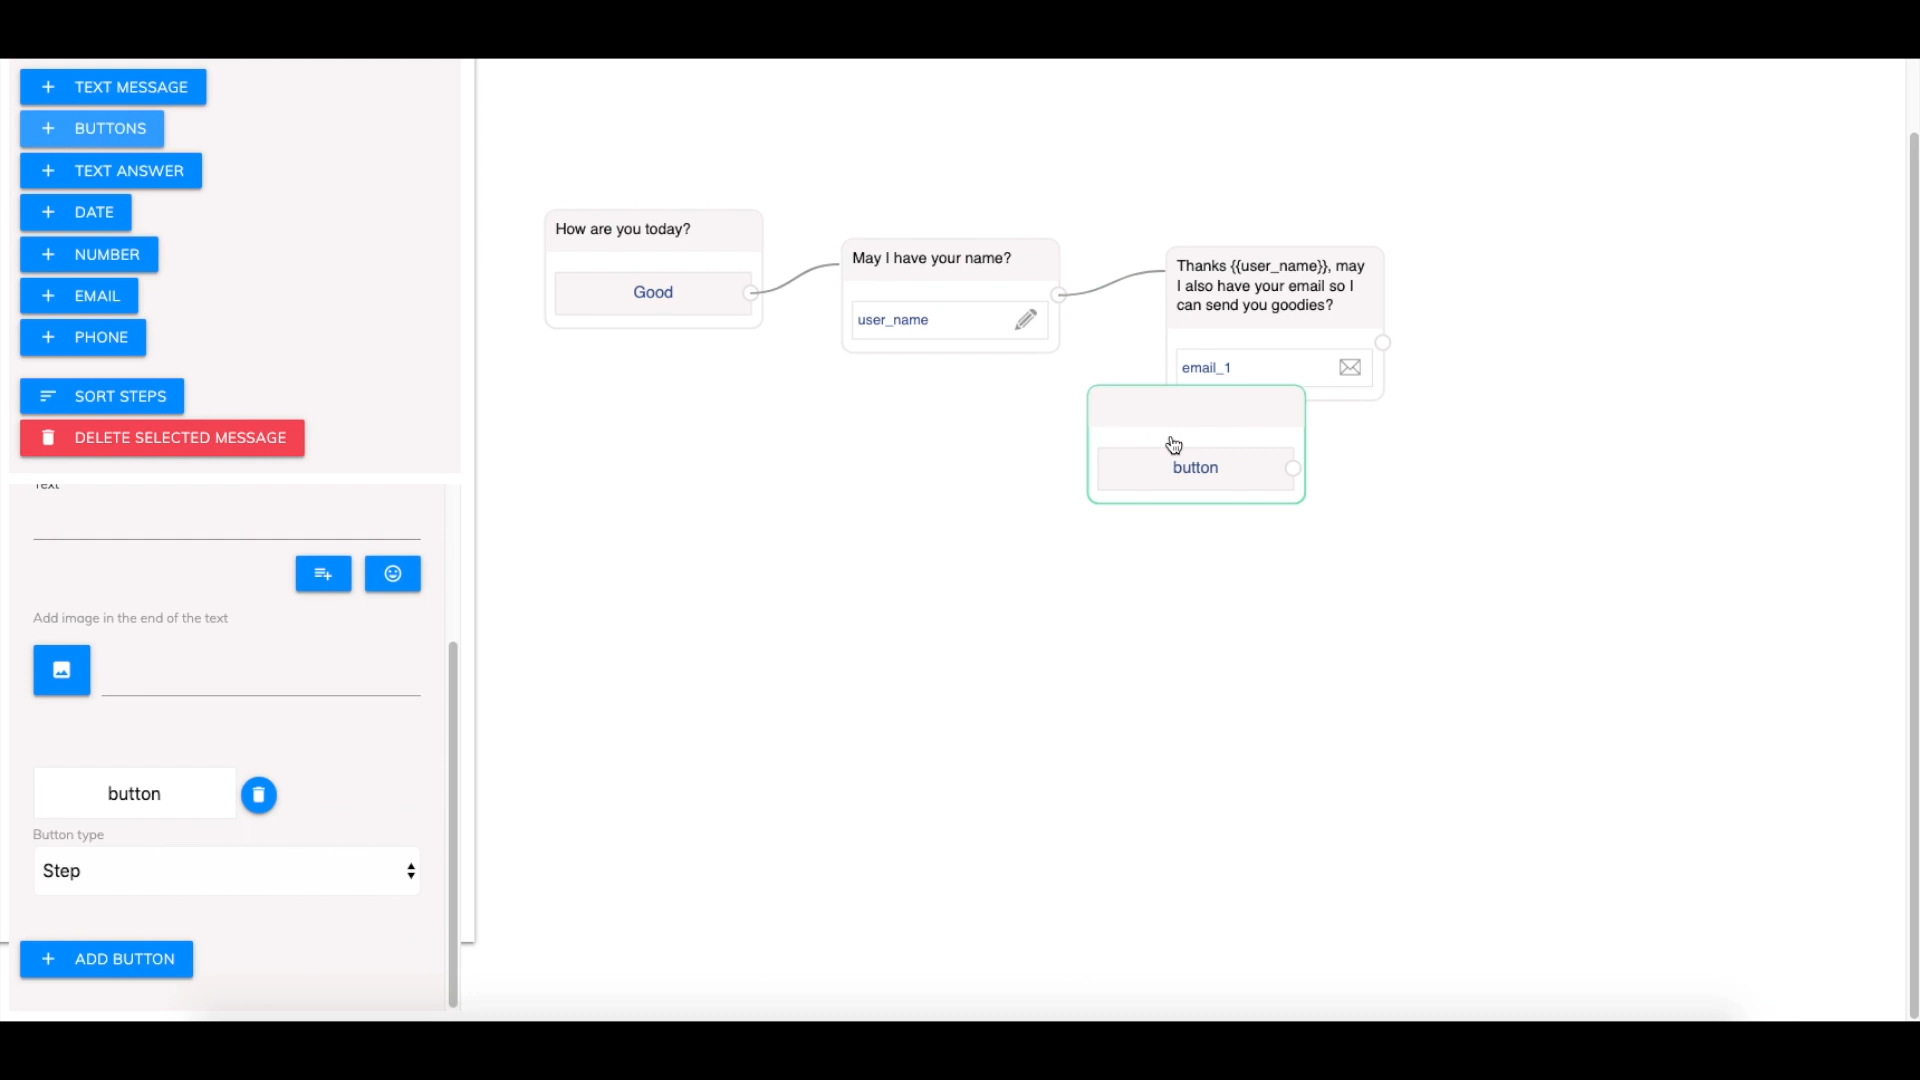 TEXT MESSAGE
BUTTONS
TEXT ANSWER
DATE
NUMBER
EMAIL
PHONE
SORT STEPS
DELETE SELECTED MESSAGE
Text
Add image in the end of the text
button
Button type
Step
ADD BUTTON
How are you today?
Good
May I have your name?
user_name
Thanks {{user_name}}, may
I also have your email so I
can send you goodies?
email_1
button